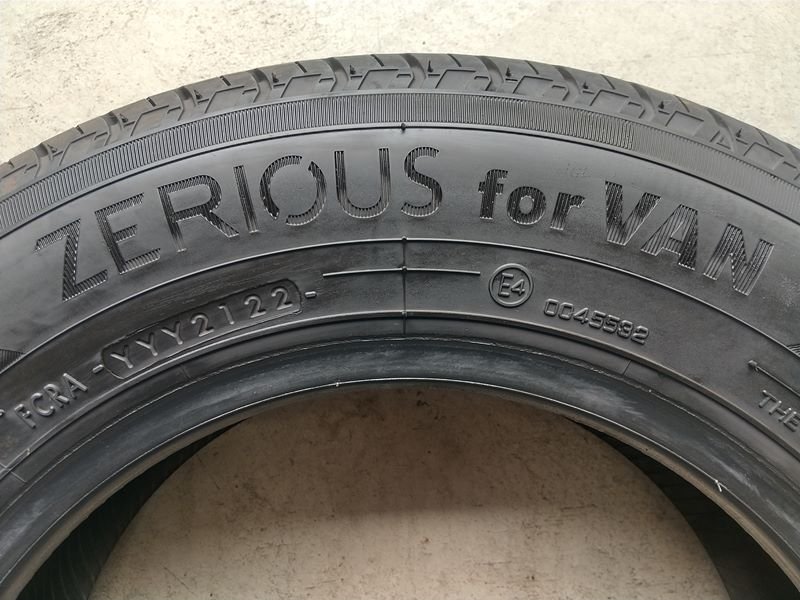 ZERIOUS for VAN
FCRA - YYY2122 -
E4 0045592
THE